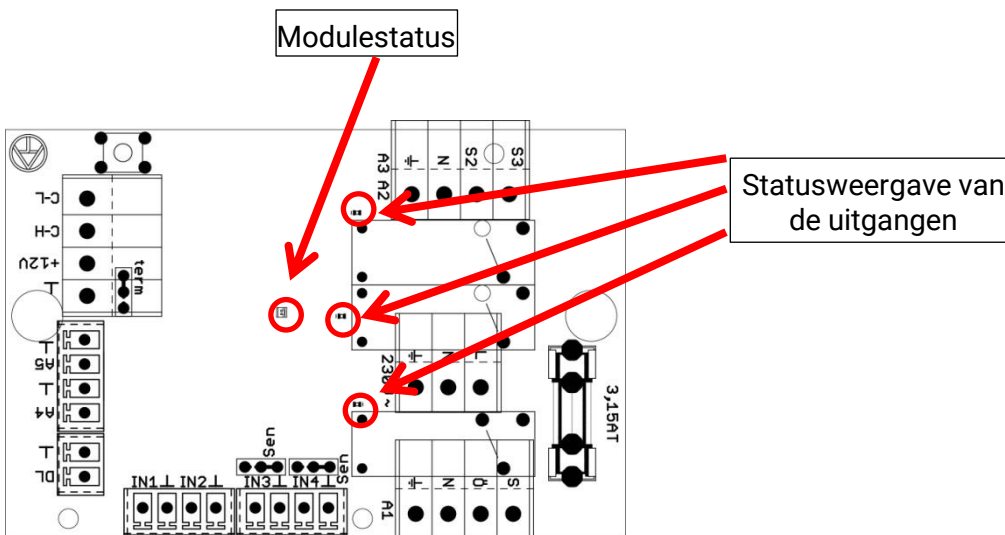 Modulestatus
Statusweergave van
de uitgangen
A3 A2
⏚ N S2 S3
C-L
C-H
+12V
⊥
term
⊥
A5
⊥
A4
⊥
DL
⏚ N L
~
3,15AT
Sen
Sen
IN1 ⊥ IN2 ⊥ IN3 ⊥ IN4 ⊥
A1
⏚ N Ö S